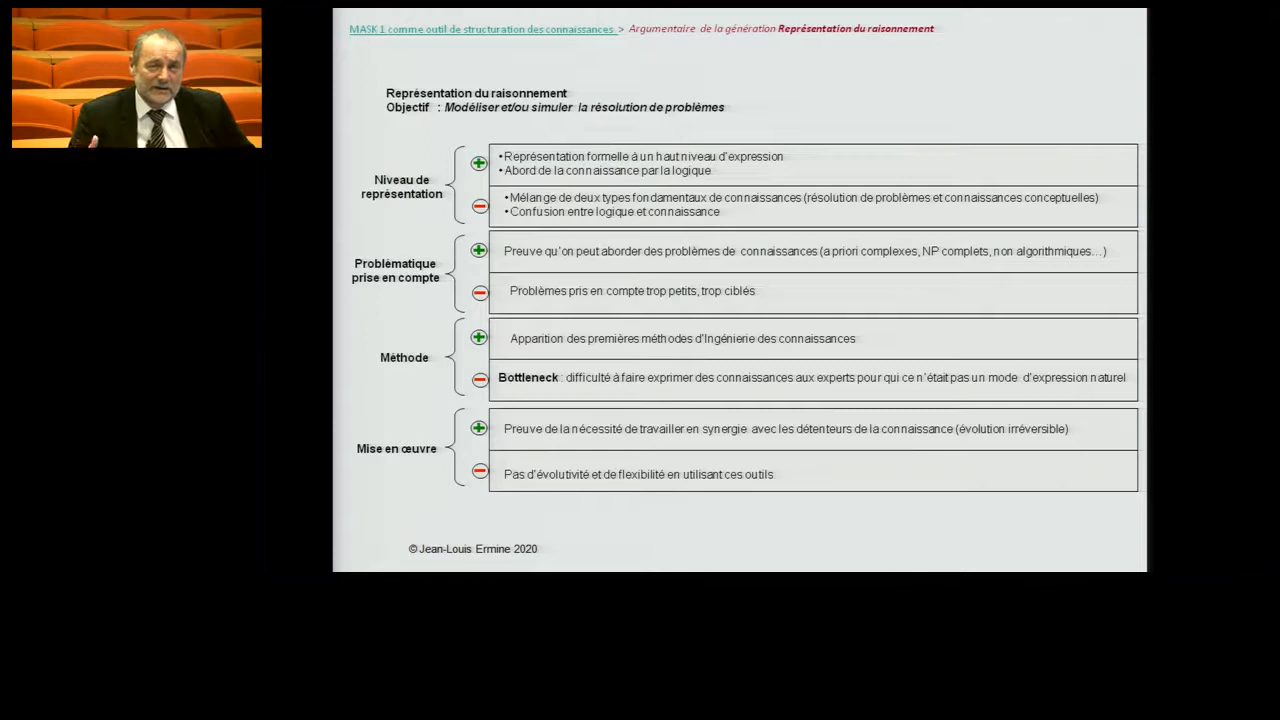 MASK 1 comme outil de structuration des connaissances > Argumentaire de la génération Représentation du raisonnement
Représentation du raisonnement
Objectif : Modéliser et/ou simuler la résolution de problèmes
Niveau de représentation
•Représentation formelle à un haut niveau d'expression
•Abord de la connaissance par la logique
•Mélange de deux types fondamentaux de connaissances (résolution de problèmes et connaissances conceptuelles)
•Confusion entre logique et connaissance
Problématique prise en compte
Preuve qu'on peut aborder des problèmes de connaissances (a priori complexes, NP complets, non algorithmiques…)
Problèmes pris en compte trop petits, trop ciblés
Méthode
Apparition des premières méthodes d'Ingénierie des connaissances
Bottleneck : difficulté à faire exprimer des connaissances aux experts pour qui ce n'était pas un mode d'expression naturel
Mise en œuvre
Preuve de la nécessité de travailler en synergie avec les détenteurs de la connaissance (évolution irréversible)
Pas d'évolutivité et de flexibilité en utilisant ces outils
© Jean-Louis Ermine 2020